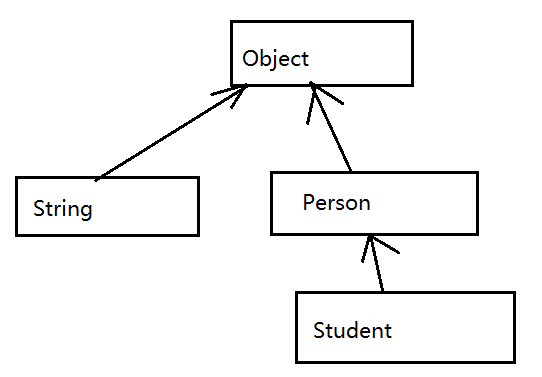 Object
String
Person
Student